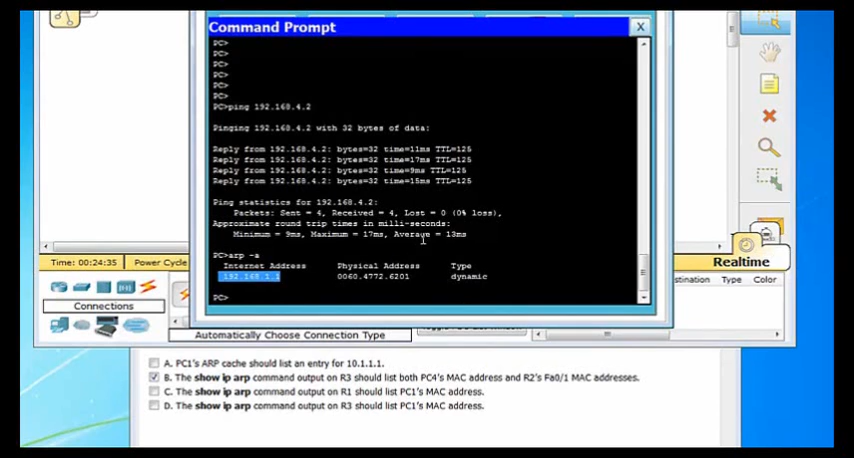 Command Prompt
X
PC>
PC>
PC>
PC>
PC>
PC>
PC>ping 192.168.4.2
Pinging 192.168.4.2 with 32 bytes of data:
Reply from 192.168.4.2: bytes=32 time=11ms TTL=125
Reply from 192.168.4.2: bytes=32 time=17ms TTL=125
Reply from 192.168.4.2: bytes=32 time=9ms TTL=125
Reply from 192.168.4.2: bytes=32 time=15ms TTL=125
Ping statistics for 192.168.4.2:
Packets: Sent = 4, Received = 4, Lost = 0 (0% loss),
Approximate round trip times in milli-seconds:
Minimum = 9ms, Maximum = 17ms, Average = 13ms
PC>arp -a
Internet Address Physical Address Type
192.168.1.1 0060.4772.6201 dynamic
PC>
Time: 00:24:35 Power Cycle
Realtime
stination Type Color
Connections
Automatically Choose Connection Type
A. PC1's ARP cache should list an entry for 10.1.1.1.
B. The show ip arp command output on R3 should list both PC4's MAC address and R2's Fa0/1 MAC addresses.
C. The show ip arp command output on R1 should list PC1's MAC address.
D. The show ip arp command output on R3 should list PC1's MAC address.